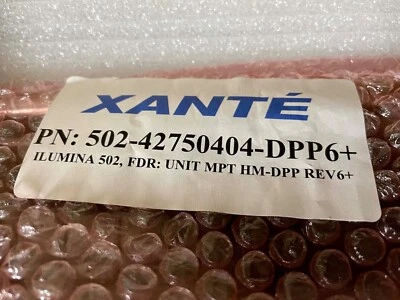 XANTÉ
PN: 502-42750404-DPP6+
ILUMINA 502, FDR: UNIT MPT HM-DPP REV6+